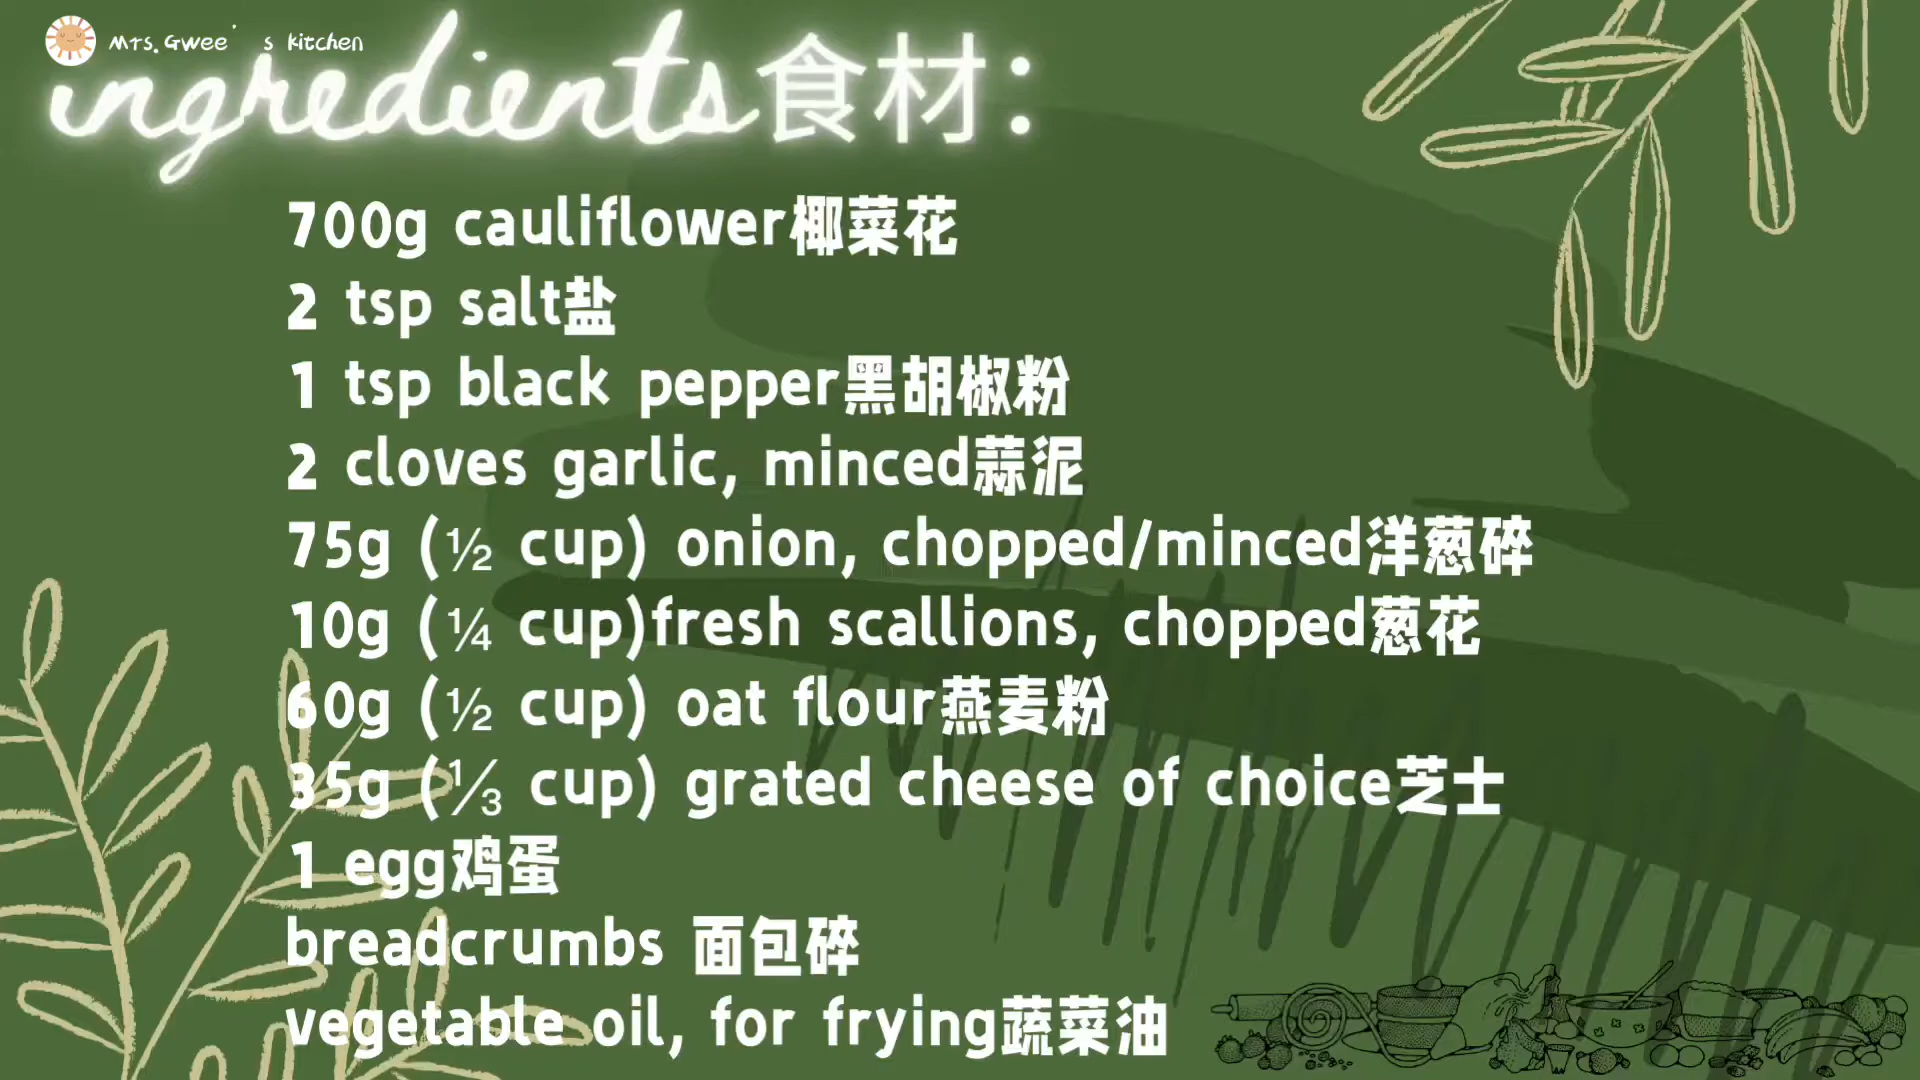 Mrs.Gwee's kitchen
ingredients食材：
700g cauliflower椰菜花
2 tsp salt盐
1 tsp black pepper黑胡椒粉
2 cloves garlic, minced蒜泥
75g (½ cup) onion, chopped/minced洋葱碎
10g (¼ cup)fresh scallions, chopped葱花
60g (½ cup) oat flour燕麦粉
35g (⅓ cup) grated cheese of choice芝士
1 egg鸡蛋
breadcrumbs 面包碎
vegetable oil, for frying蔬菜油